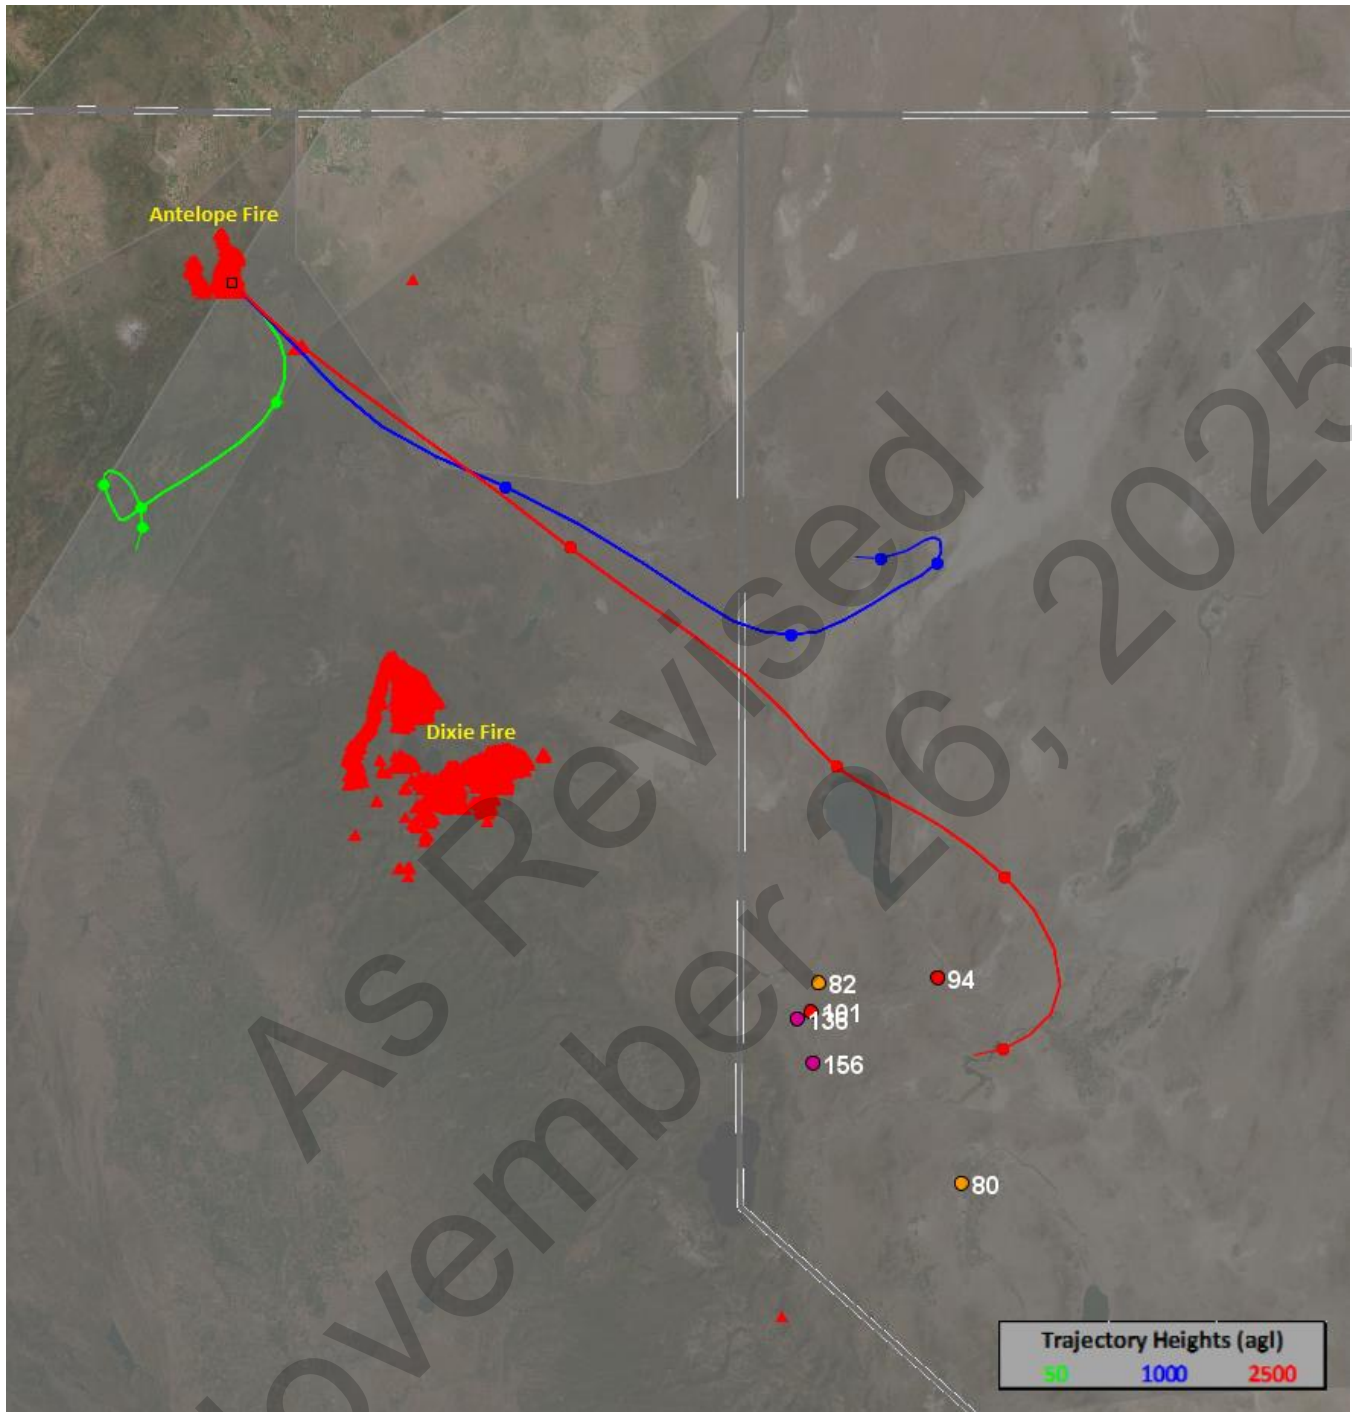 Antelope Fire
Dixie Fire
As Revised
November 26, 2025
82
94
101
136
156
80
Trajectory Heights (agl)
50 1000 2500